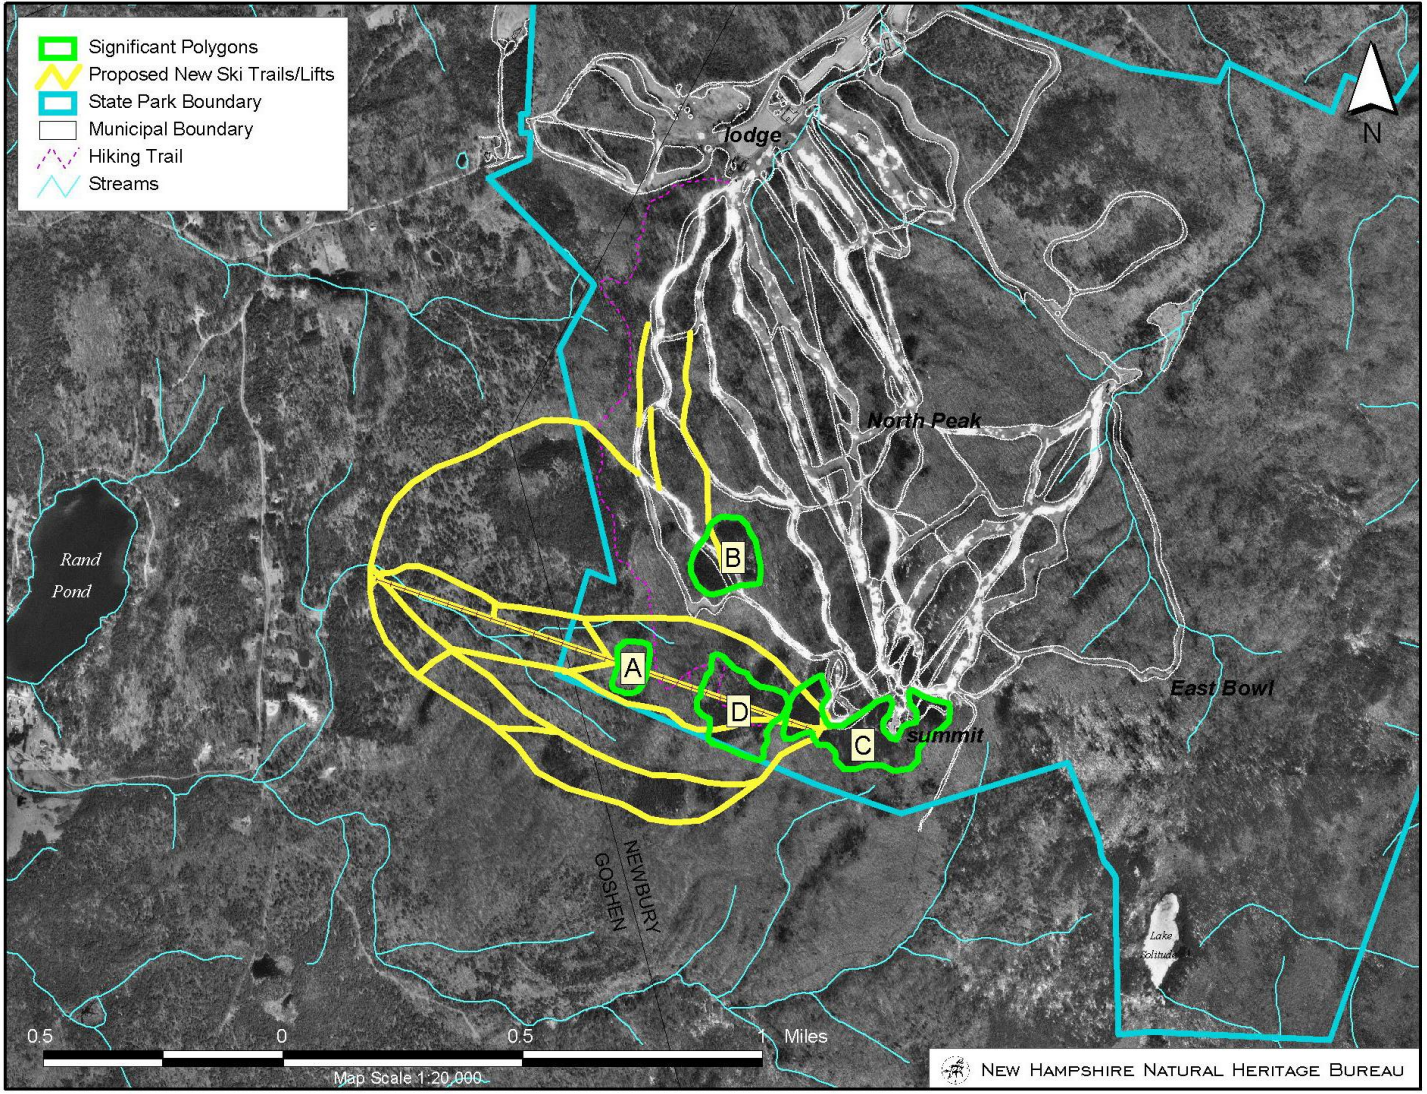 Significant Polygons
Proposed New Ski Trails/Lifts
State Park Boundary
Municipal Boundary
Hiking Trail
Streams
lodge
N
North Peak
Rand
Pond
B
A
D
C
East Bowl
summit
NEWBURY
GOSHEN
Lake
Solitude
0.5 0 0.5 1 Miles
Map Scale 1:20,000
NEW HAMPSHIRE NATURAL HERITAGE BUREAU